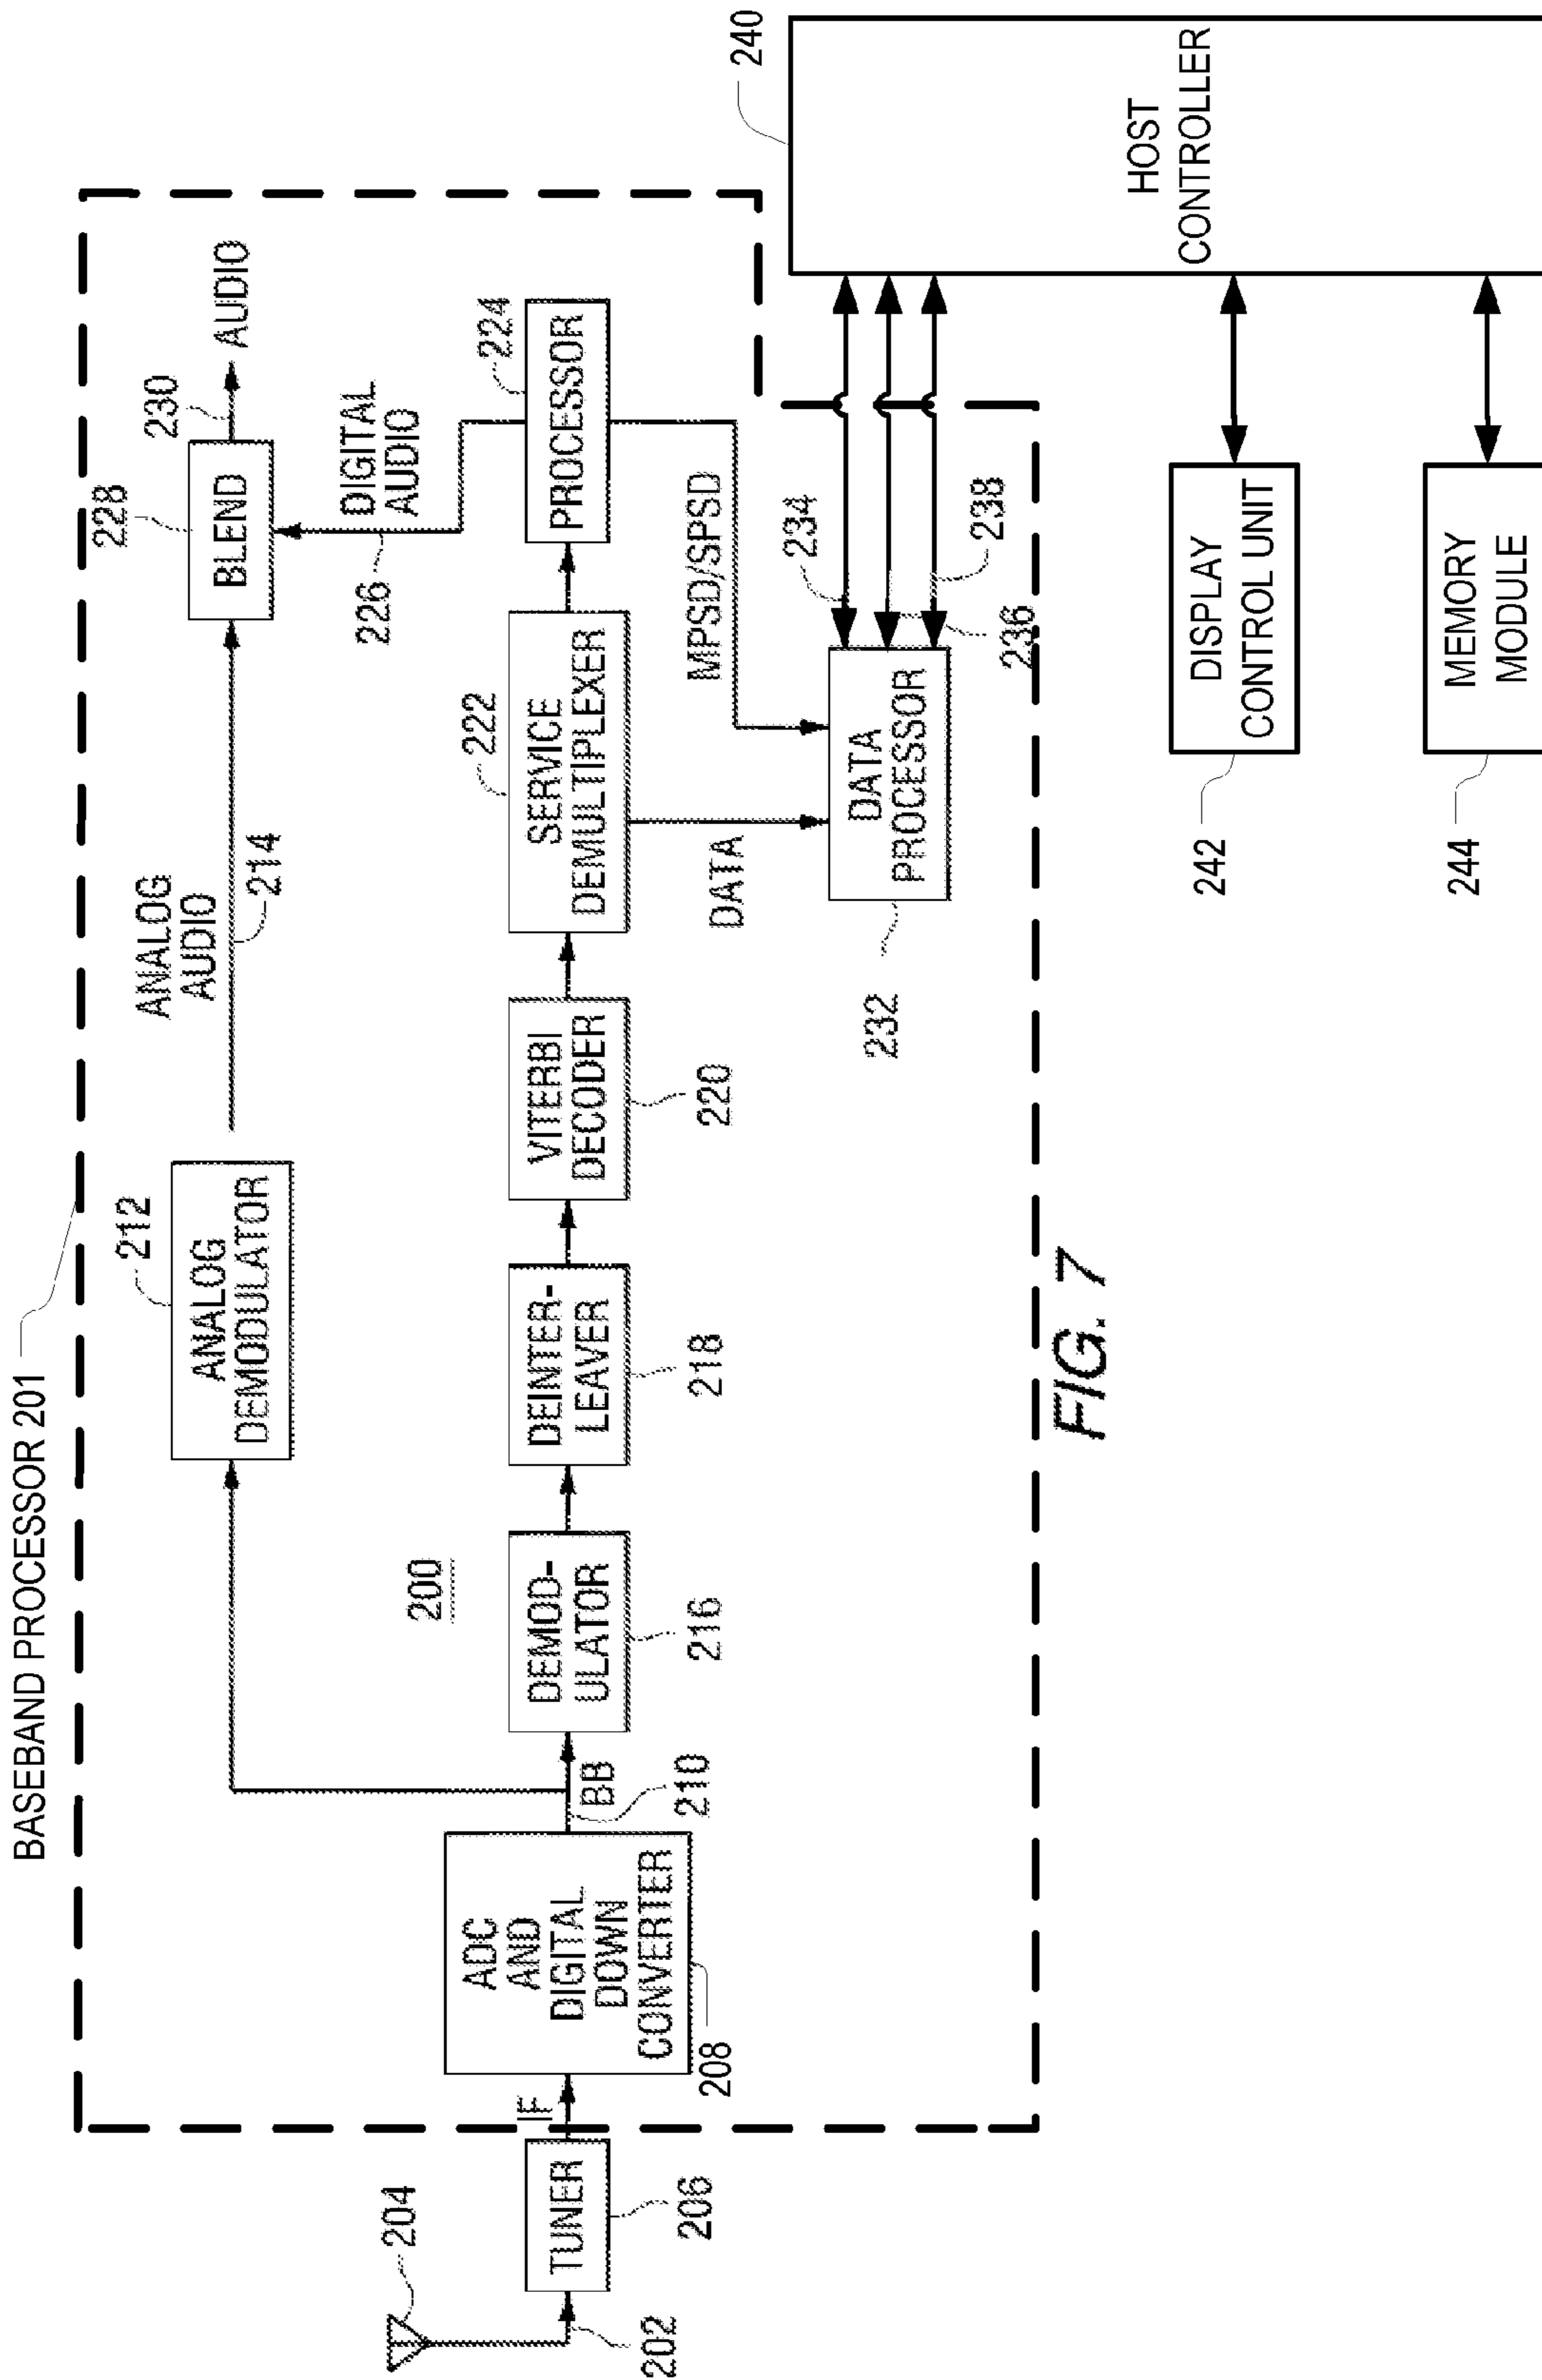 BASEBAND PROCESSOR 201
204
202
TUNER
206
IF
ADC
AND
DIGITAL
DOWN
CONVERTER
208
BB
210
200
212
ANALOG
DEMODULATOR
ANALOG
AUDIO
214
DEMOD-
ULATOR
216
DEINTER-
LEAVER
218
VITERBI
DECODER
220
222
SERVICE
DEMULTIPLEXER
DATA
224
PROCESSOR
DIGITAL
AUDIO
226
228
BLEND
230
AUDIO
MPSD/SPSD
DATA
PROCESSOR
232
234
236
238
240
HOST
CONTROLLER
DISPLAY
CONTROL UNIT
242
MEMORY
MODULE
244
FIG. 7